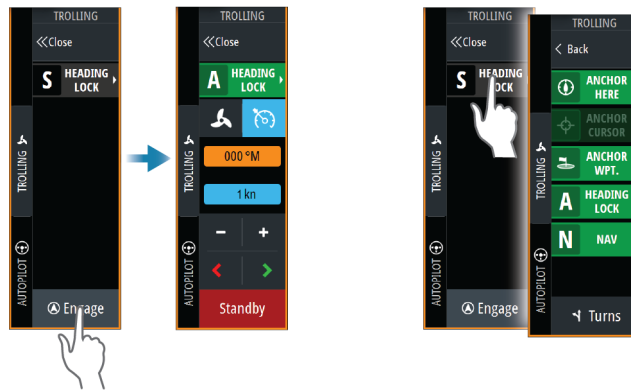 TROLLING
«Close
S HEADING
LOCK
TROLLING
AUTOPILOT
Engage
TROLLING
«Close
A HEADING
LOCK
000 °M
1 kn
− +
< >
TROLLING
AUTOPILOT
Standby
TROLLING
«Close
S HEADING
LOCK
TROLLING
AUTOPILOT
Engage
TROLLING
< Back
ANCHOR
HERE
ANCHOR
CURSOR
ANCHOR
WPT.
A HEADING
LOCK
N NAV
TROLLING
AUTOPILOT
Turns